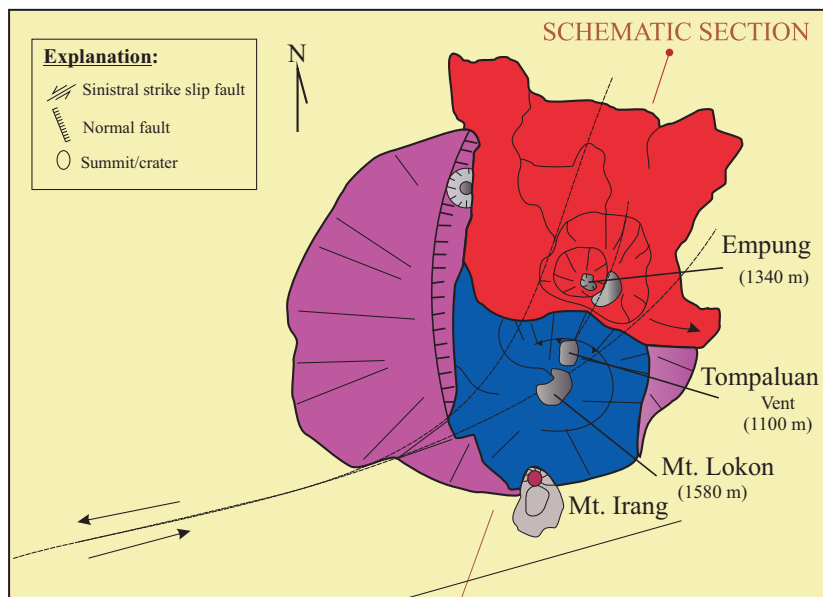 SCHEMATIC SECTION
Explanation:
Sinistral strike slip fault
Normal fault
Summit/crater
N
Empung
(1340 m)
Tompaluan
Vent
(1100 m)
Mt. Lokon
(1580 m)
Mt. Irang